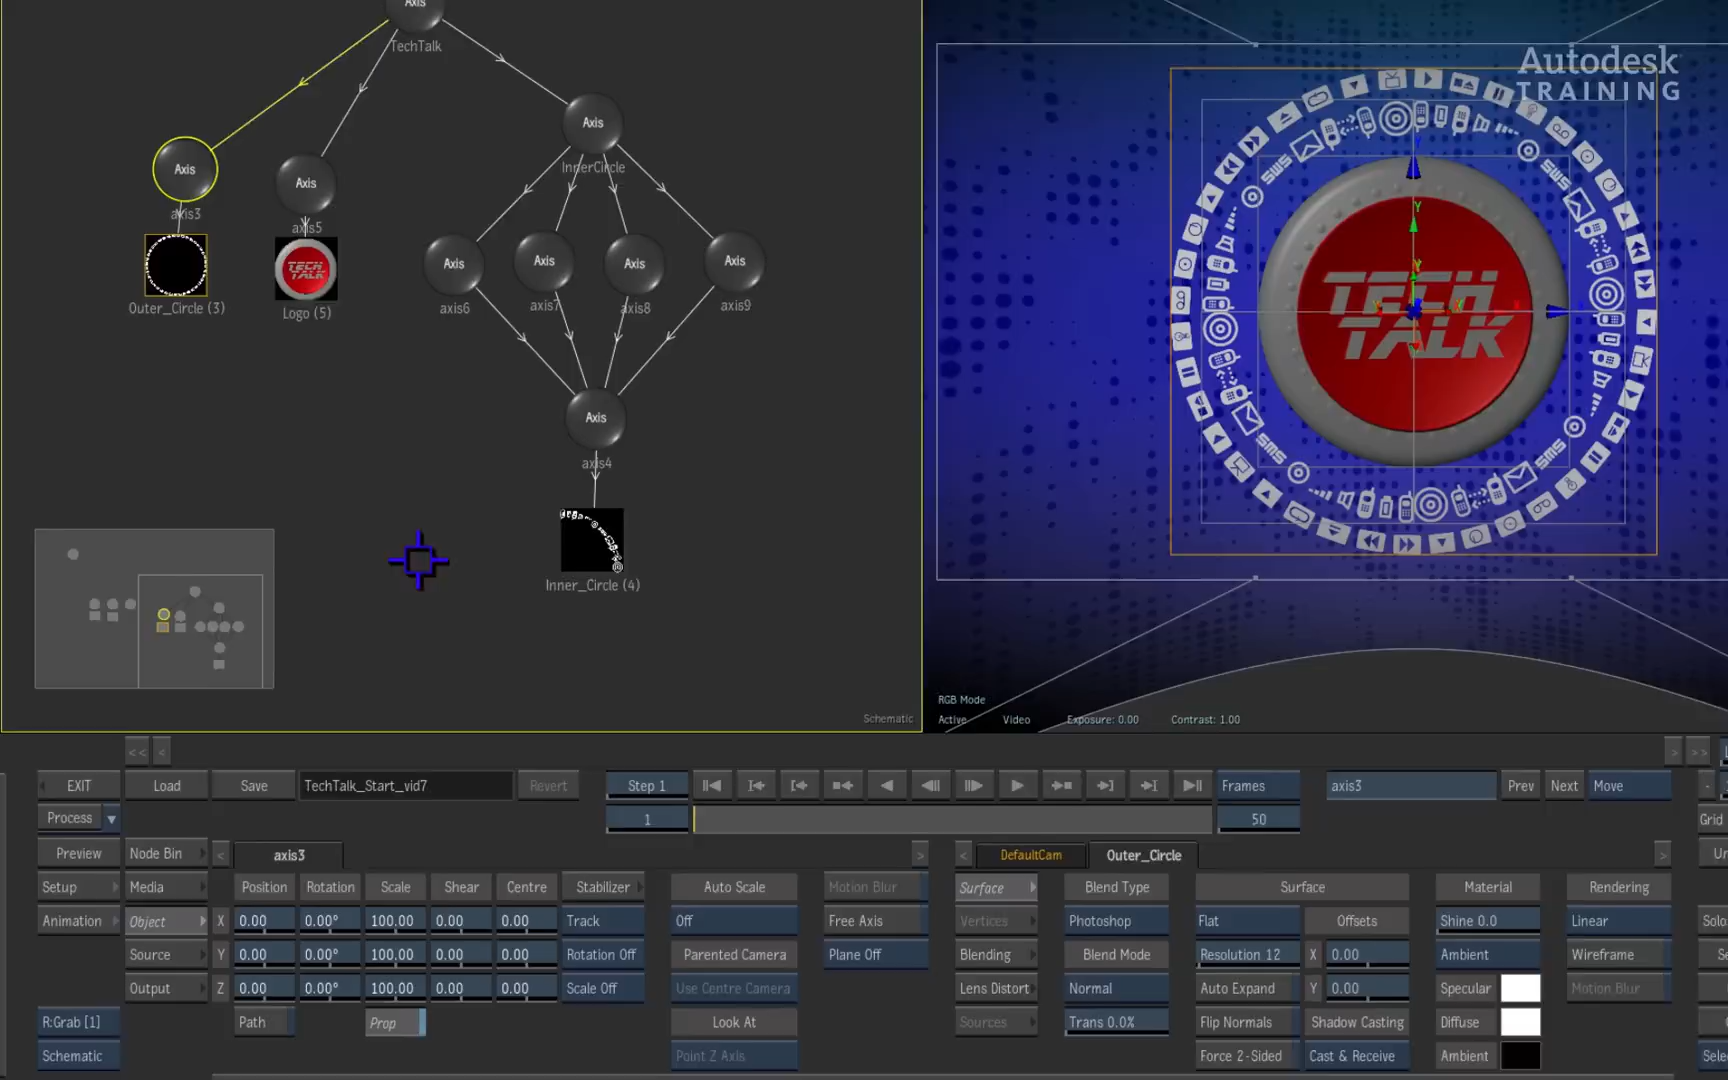 Axis
TechTalk
Autodesk
TRAINING
Axis
InnerCircle
Axis
axis3
Axis
axis5
Outer_Circle (3)
TECH
TALK
Logo (5)
Axis
axis6
Axis
axis7
Axis
axis8
Axis
axis9
Axis
axis4
Inner_Circle (4)
SMS
SMS
SMS
SMS
TECH
TALK
Y
Y
X
RGB Mode
Active Video Exposure: 0.00 Contrast: 1.00
Schematic
<< < > >>
EXIT Load Save TechTalk_Start_vid7 Revert Step 1 Frames axis3 Prev Next Move
Process 1 50 Grid
Preview Node Bin < axis3 > < DefaultCam Outer_Circle >
Setup Media Position Rotation Scale Shear Centre Stabilizer Auto Scale Motion Blur Surface Blend Type Surface Material Rendering
Animation Object X 0.00 0.00° 100.00 0.00 0.00 Track Off Free Axis Vertices Photoshop Flat Offsets Shine 0.0 Linear
Source Y 0.00 0.00° 100.00 0.00 0.00 Rotation Off Parented Camera Plane Off Blending Blend Mode Resolution 12 X 0.00 Ambient Wireframe
Output Z 0.00 0.00° 100.00 0.00 0.00 Scale Off Use Centre Camera Lens Distort Normal Auto Expand Y 0.00 Specular Motion Blur
R:Grab [1] Path Prop Look At Sources Trans 0.0% Flip Normals Shadow Casting Diffuse
Schematic Point Z Axis Force 2-Sided Cast & Receive Ambient